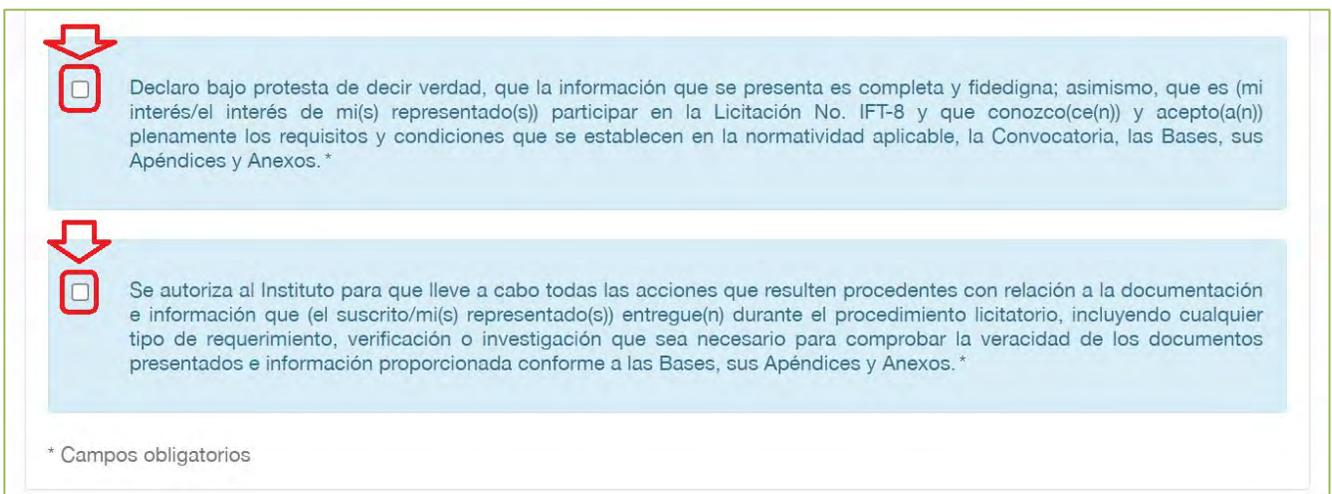 Declaro bajo protesta de decir verdad, que la información que se presenta es completa y fidedigna; asimismo, que es (mi
interés/el interés de mi(s) representado(s)) participar en la Licitación No. IFT-8 y que conozco(ce(n)) y acepto(a(n))
plenamente los requisitos y condiciones que se establecen en la normatividad aplicable, la Convocatoria, las Bases, sus
Apéndices y Anexos. *
Se autoriza al Instituto para que lleve a cabo todas las acciones que resulten procedentes con relación a la documentación
e información que (el suscrito/mi(s) representado(s)) entregue(n) durante el procedimiento licitatorio, incluyendo cualquier
tipo de requerimiento, verificación o investigación que sea necesario para comprobar la veracidad de los documentos
presentados e información proporcionada conforme a las Bases, sus Apéndices y Anexos. *
* Campos obligatorios